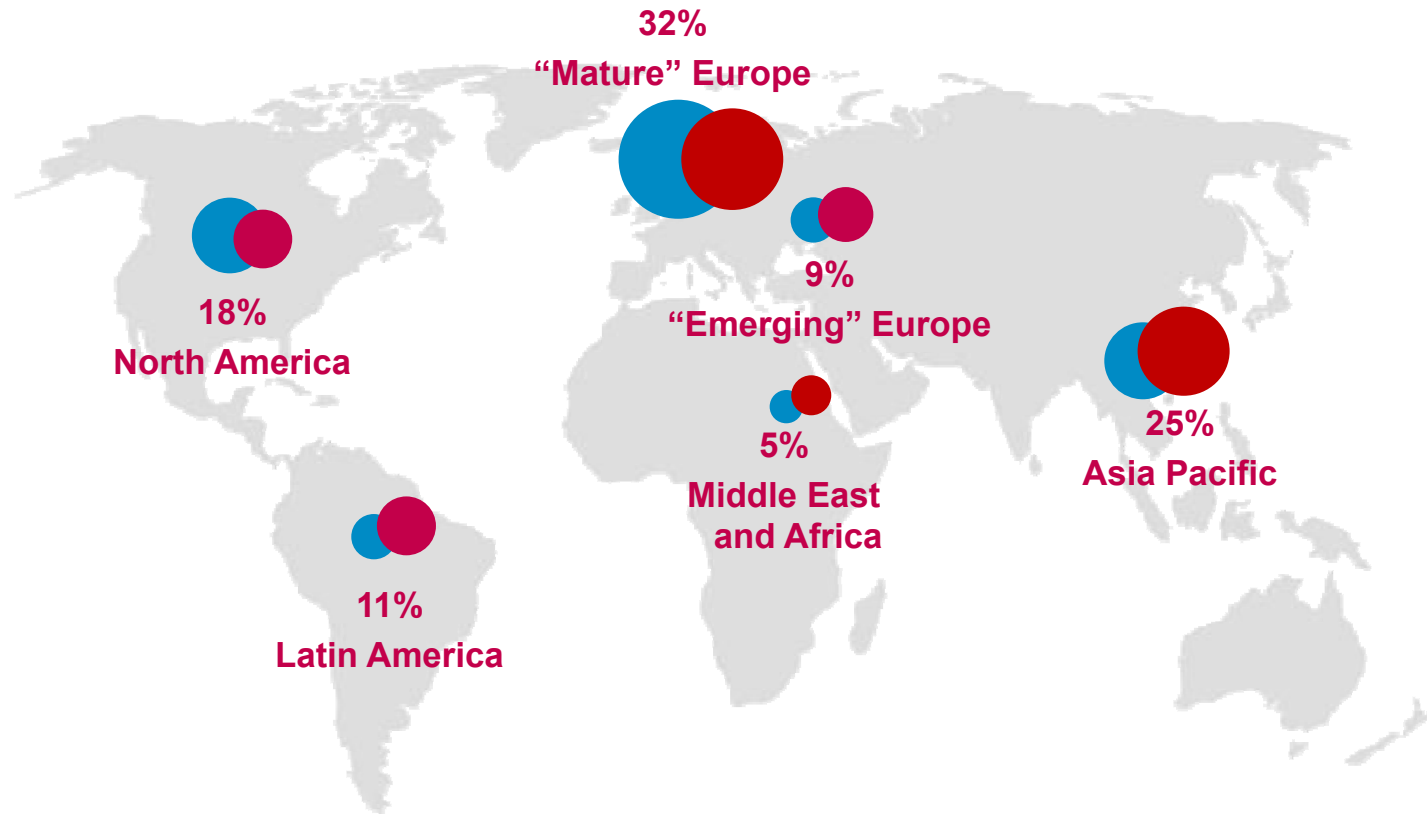 32%
“Mature” Europe
9%
“Emerging” Europe
18%
North America
25%
Asia Pacific
5%
Middle East
and Africa
11%
Latin America